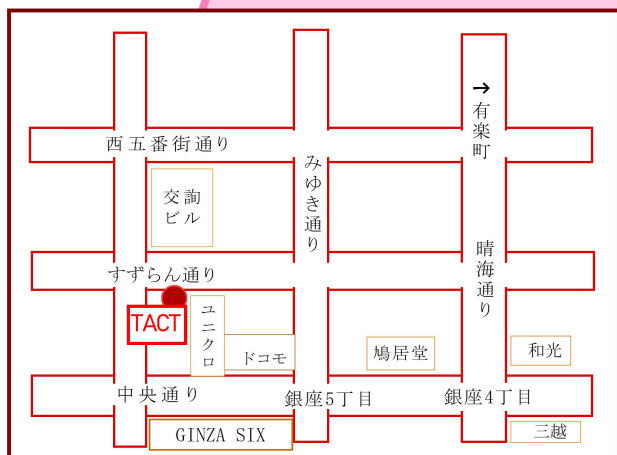 →
有楽町
西五番街通り
みゆき通り
交詢
ビル
晴海通り
すずらん通り
TACT
ユニクロ
ドコモ
鳩居堂
和光
中央通り
銀座5丁目
銀座4丁目
GINZA SIX
三越